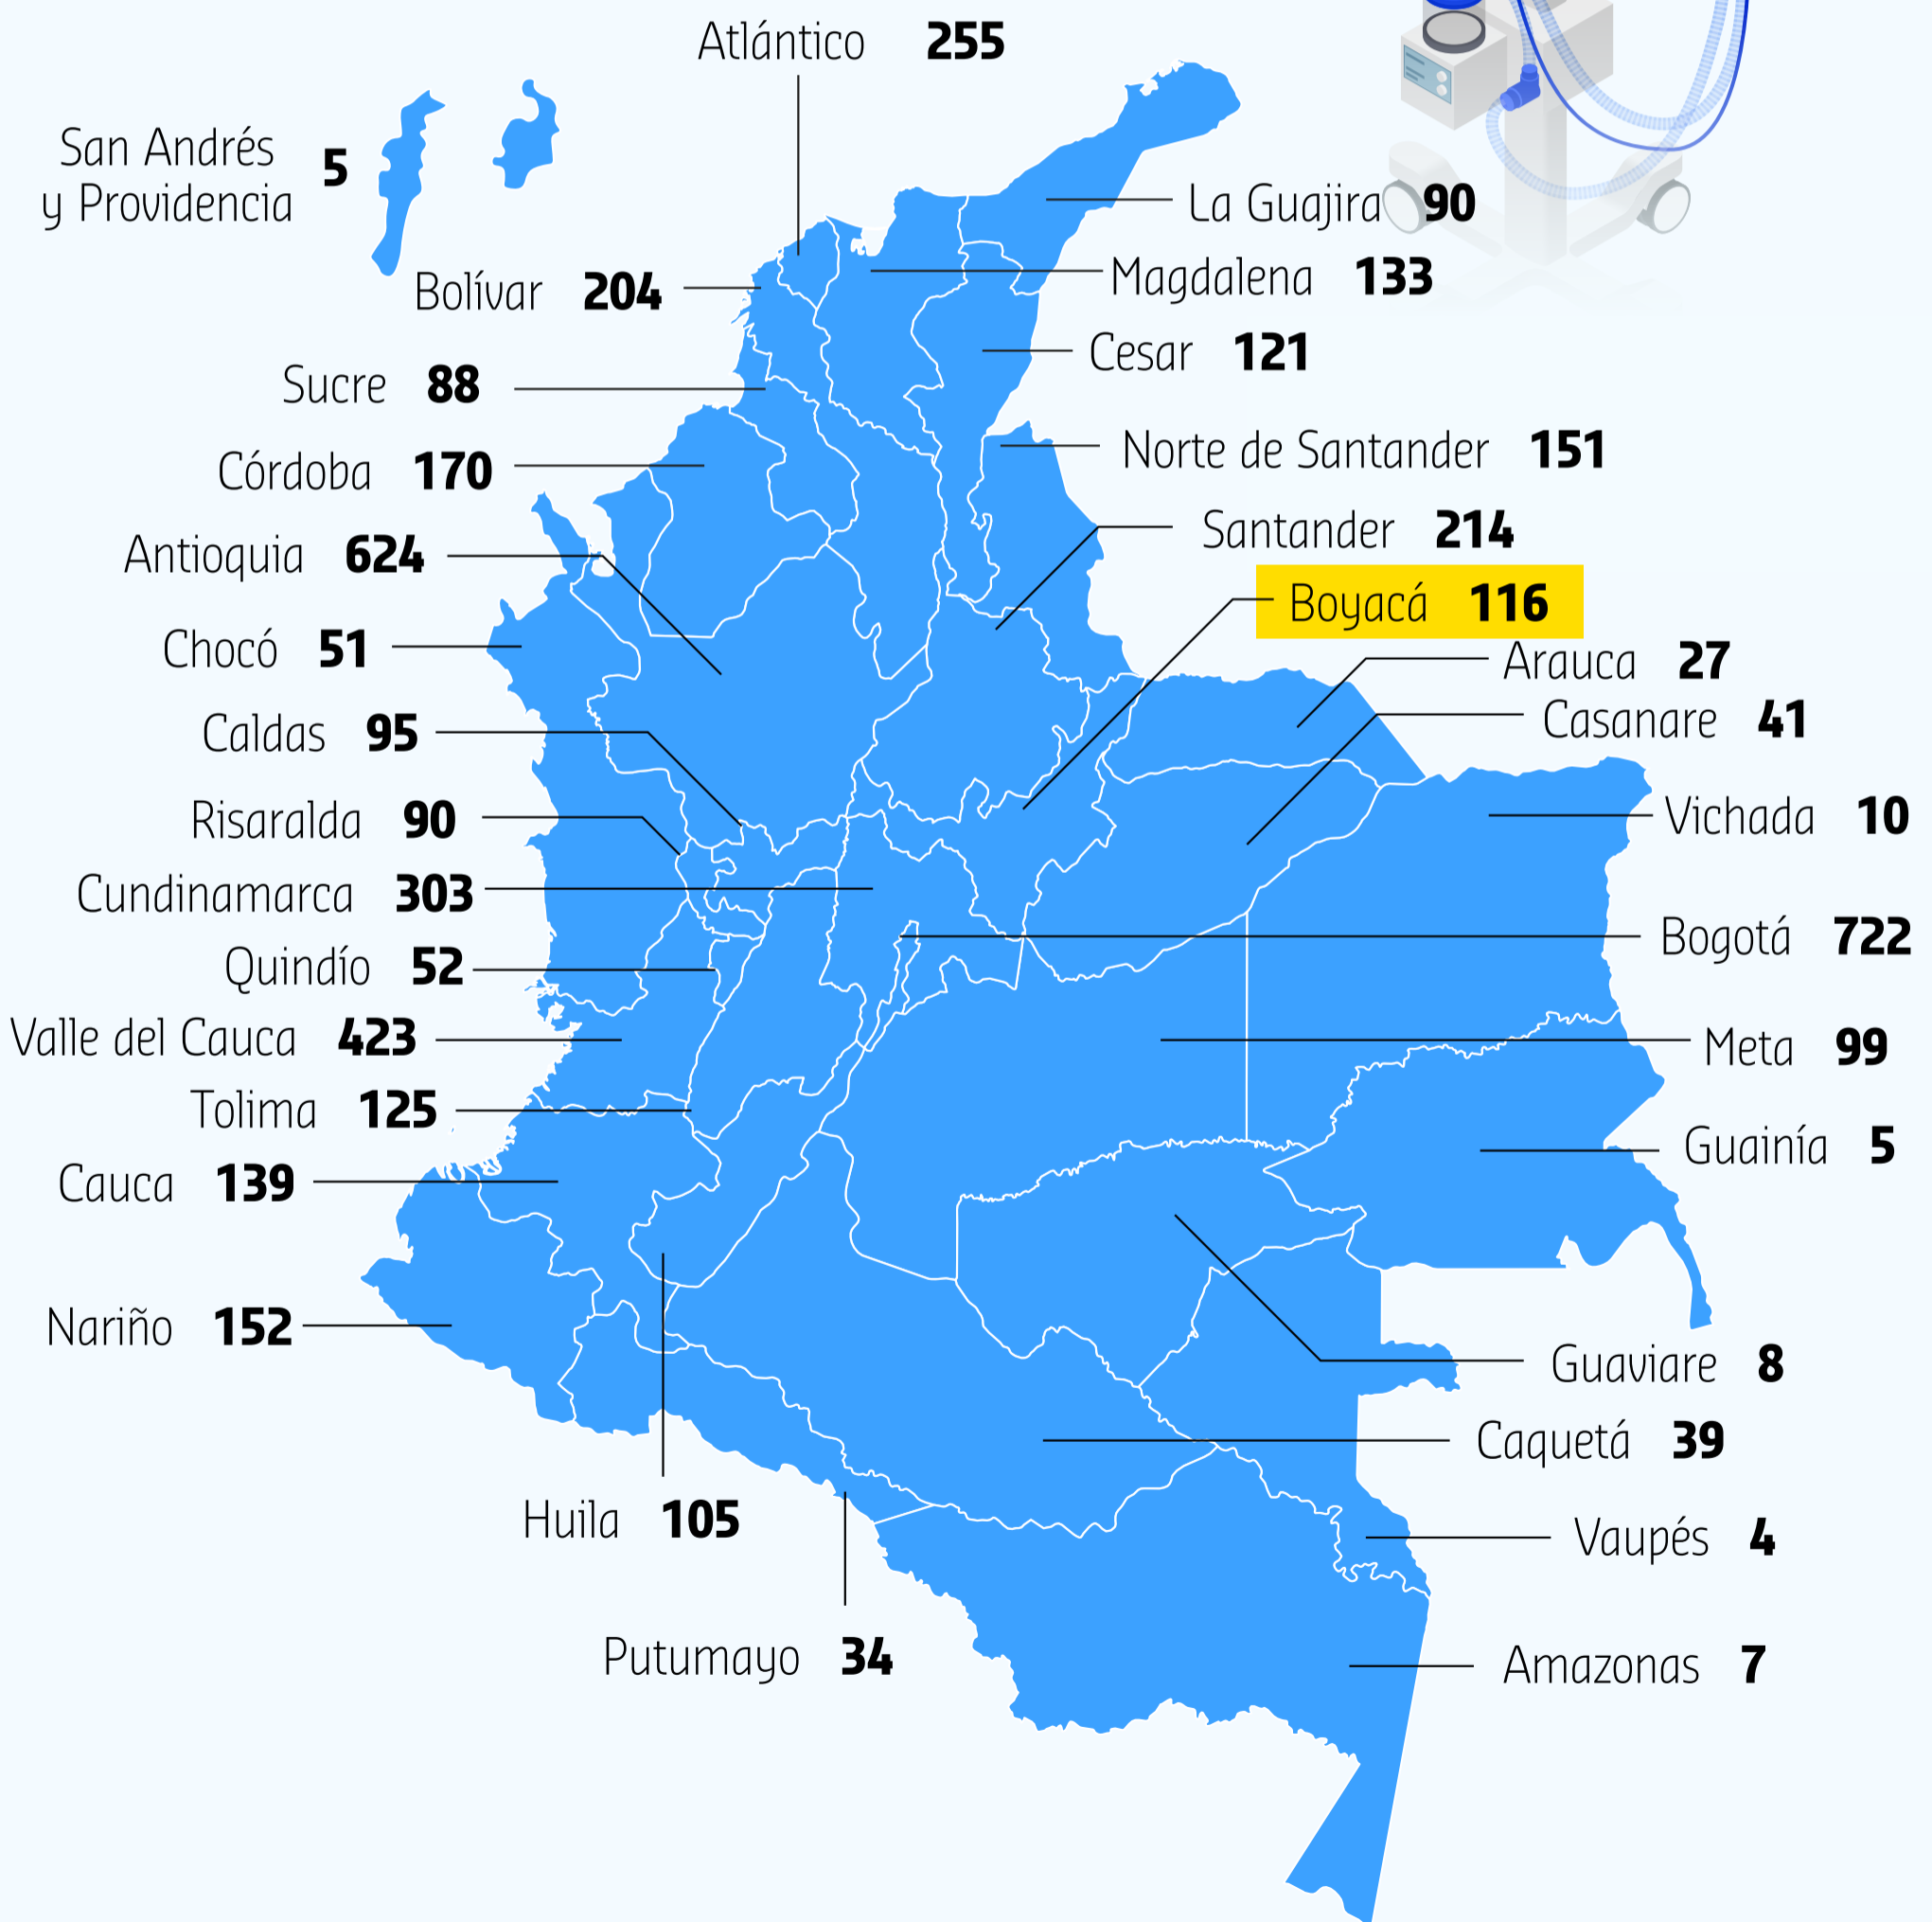 Atlántico 255
San Andrés
y Providencia 5
La Guajira 90
Magdalena 133
Bolívar 204
Cesar 121
Sucre 88
Norte de Santander 151
Córdoba 170
Santander 214
Antioquia 624
Boyacá 116
Chocó 51
Arauca 27
Casanare 41
Caldas 95
Vichada 10
Risaralda 90
Cundinamarca 303
Bogotá 722
Quindío 52
Valle del Cauca 423
Meta 99
Tolima 125
Guainía 5
Cauca 139
Nariño 152
Guaviare 8
Caquetá 39
Huila 105
Vaupés 4
Putumayo 34
Amazonas 7